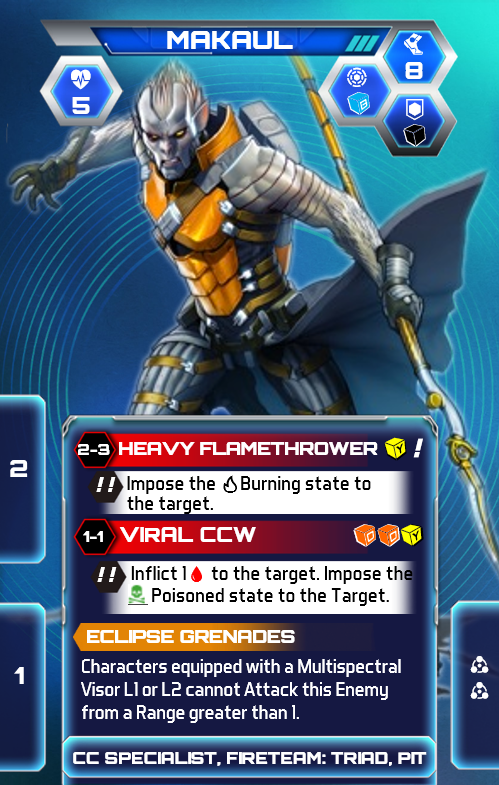 MAKAUL
5
8
B
2
2-3 HEAVY FLAMETHROWER Y !
!! Impose the Burning state to
the target.
1-1 VIRAL CCW O O Y
!! Inflict 1 to the target. Impose the
Poisoned state to the Target.
1
ECLIPSE GRENADES
Characters equipped with a Multispectral
Visor L1 or L2 cannot Attack this Enemy
from a Range greater than 1.
CC SPECIALIST, FIRETEAM: TRIAD, PIT